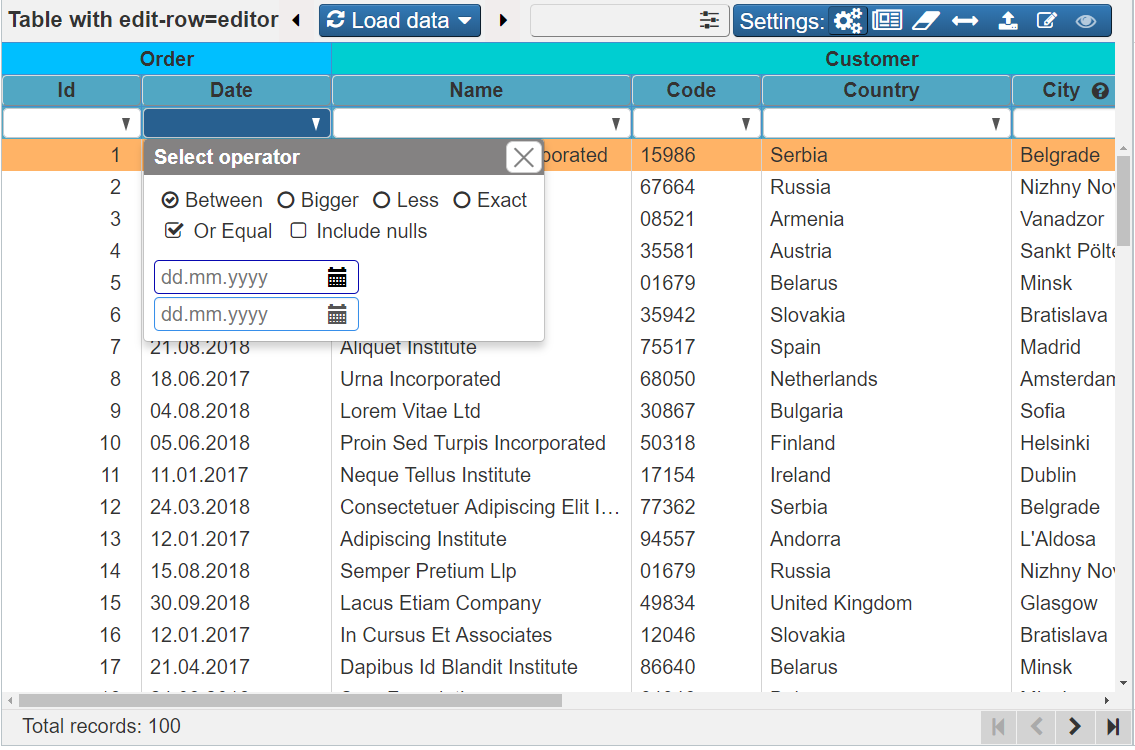 Table with edit-row=editor Load data Settings:
Order Customer
Id Date Name Code Country City
Select operator
Between Bigger Less Exact
Or Equal Include nulls
dd.mm.yyyy
dd.mm.yyyy
1 porated 15986 Serbia Belgrade
2 67664 Russia Nizhny Nov
3 08521 Armenia Vanadzor
4 35581 Austria Sankt Pölte
5 01679 Belarus Minsk
6 35942 Slovakia Bratislava
7 21.08.2018 Aliquet Institute 75517 Spain Madrid
8 18.06.2017 Urna Incorporated 68050 Netherlands Amsterdam
9 04.08.2018 Lorem Vitae Ltd 30867 Bulgaria Sofia
10 05.06.2018 Proin Sed Turpis Incorporated 50318 Finland Helsinki
11 11.01.2017 Neque Tellus Institute 17154 Ireland Dublin
12 24.03.2018 Consectetuer Adipiscing Elit I… 77362 Serbia Belgrade
13 12.01.2017 Adipiscing Institute 94557 Andorra L'Aldosa
14 15.08.2018 Semper Pretium Llp 01679 Russia Nizhny Nov
15 30.09.2018 Lacus Etiam Company 49834 United Kingdom Glasgow
16 12.01.2017 In Cursus Et Associates 12046 Slovakia Bratislava
17 21.04.2017 Dapibus Id Blandit Institute 86640 Belarus Minsk
Total records: 100